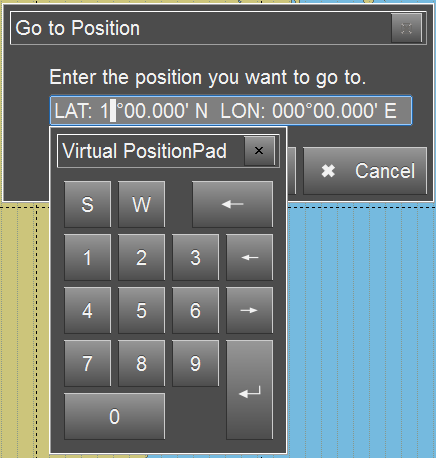 Go to Position
Enter the position you want to go to.
LAT: 1 °00.000' N  LON: 000°00.000' E
Virtual PositionPad
Cancel
S W ←
1 2 3 ←
4 5 6 →
7 8 9
0